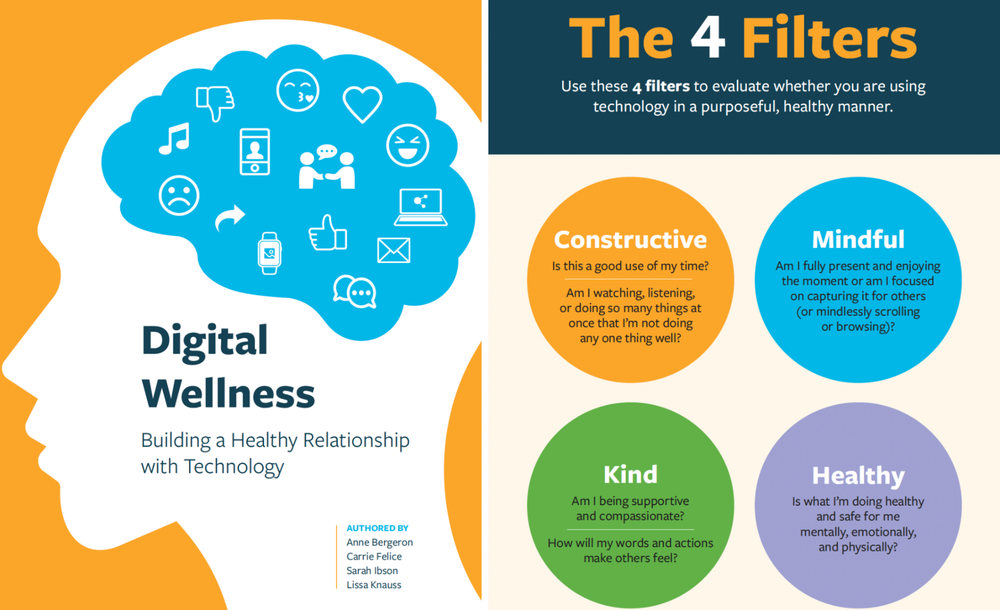 Digital
Wellness
Building a Healthy Relationship
with Technology
AUTHORED BY
Anne Bergeron
Carrie Felice
Sarah Ibson
Lissa Knauss
The 4 Filters
Use these 4 filters to evaluate whether you are using
technology in a purposeful, healthy manner.
Constructive
Is this a good use of my time?
Am I watching, listening,
or doing so many things at
once that I'm not doing
any one thing well?
Mindful
Am I fully present and enjoying
the moment or am I focused
on capturing it for others
(or mindlessly scrolling
or browsing)?
Kind
Am I being supportive
and compassionate?
How will my words and actions
make others feel?
Healthy
Is what I'm doing healthy
and safe for me
mentally, emotionally,
and physically?